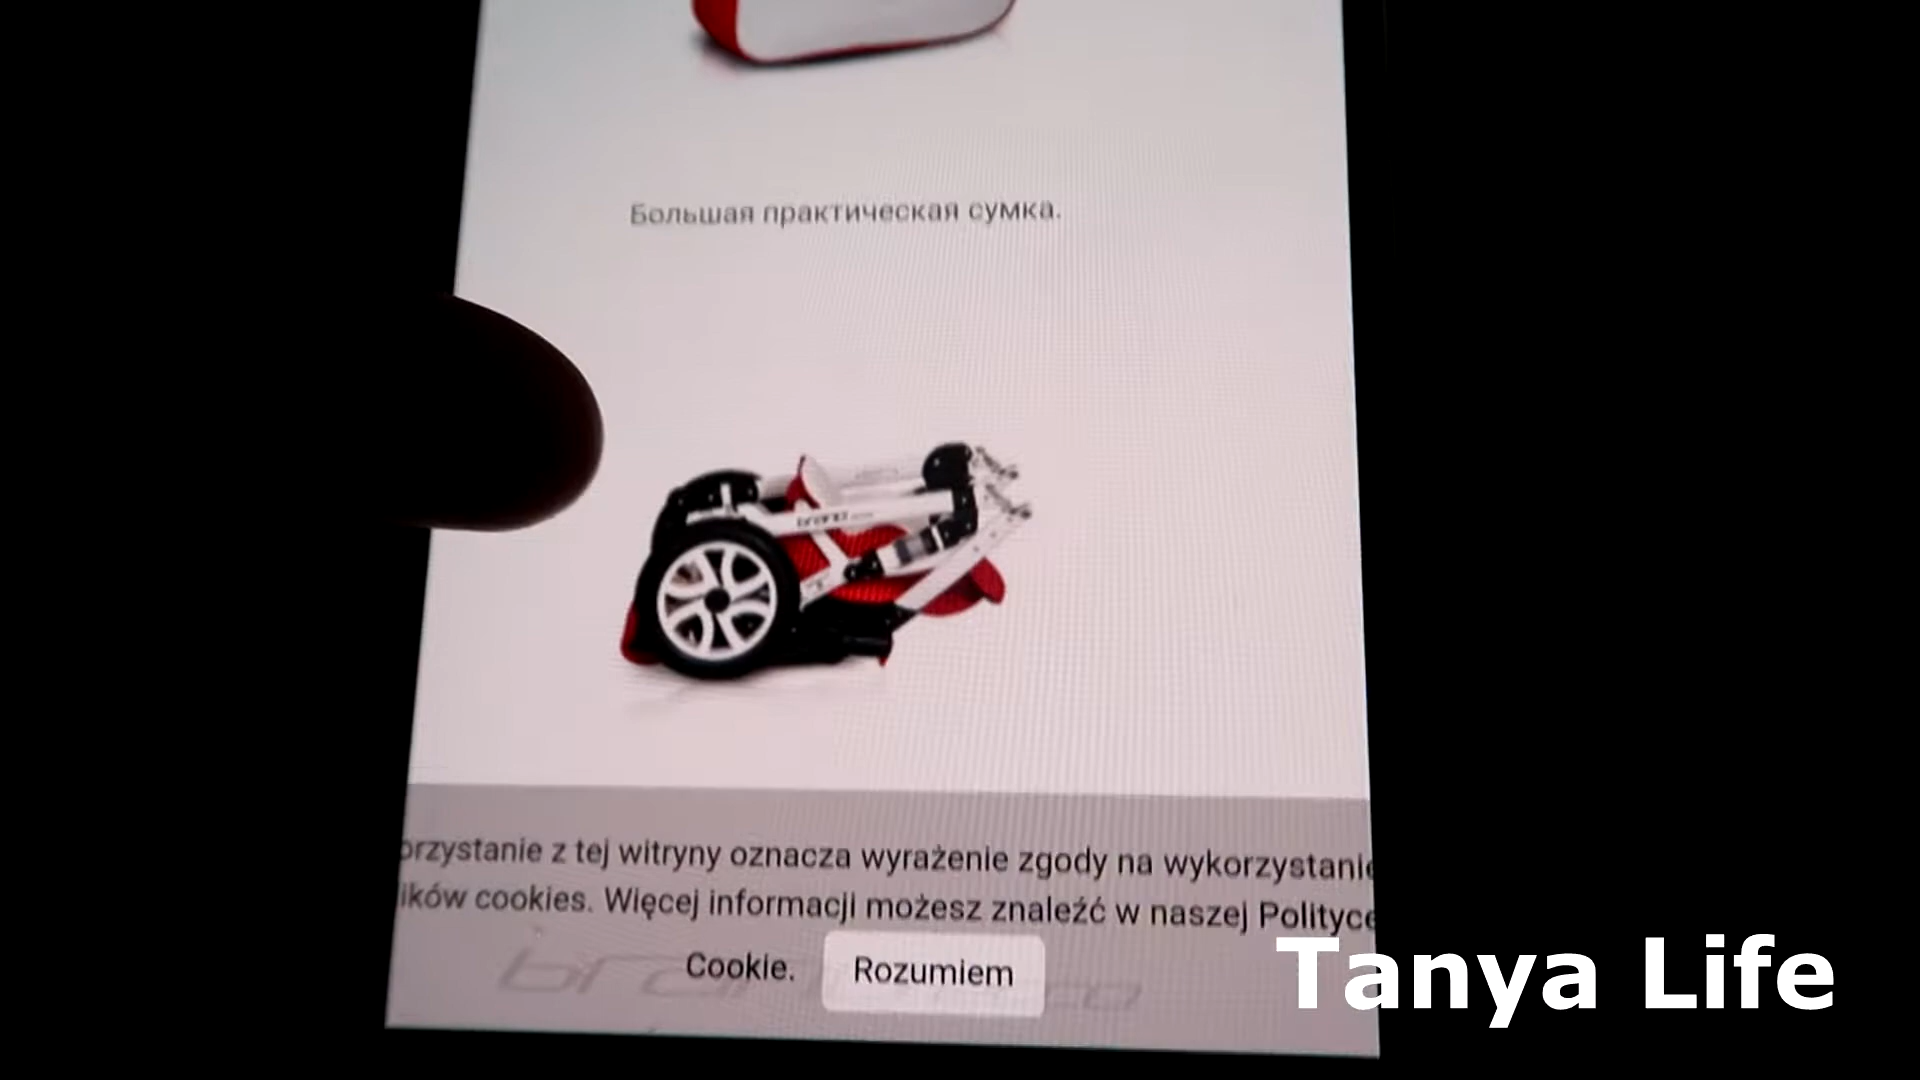 Большая практическая сумка.
orzystanie z tej witryny oznacza wyrażenie zgody na wykorzystanie
ików cookies. Więcej informacji możesz znaleźć w naszej Polityce
Cookie.
Rozumiem
Tanya Life